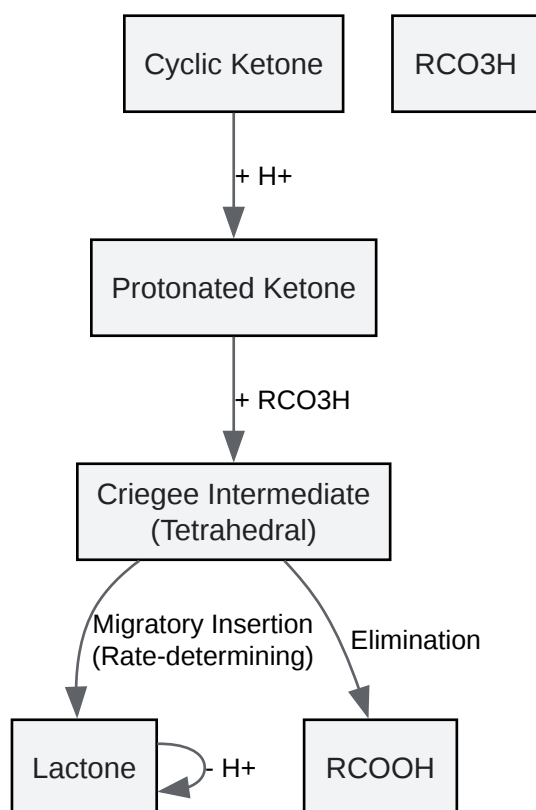 Cyclic Ketone
RCO3H
+ H+
Protonated Ketone
+ RCO3H
Criegee Intermediate
(Tetrahedral)
Migratory Insertion
(Rate-determining)
Elimination
Lactone
- H+
RCOOH